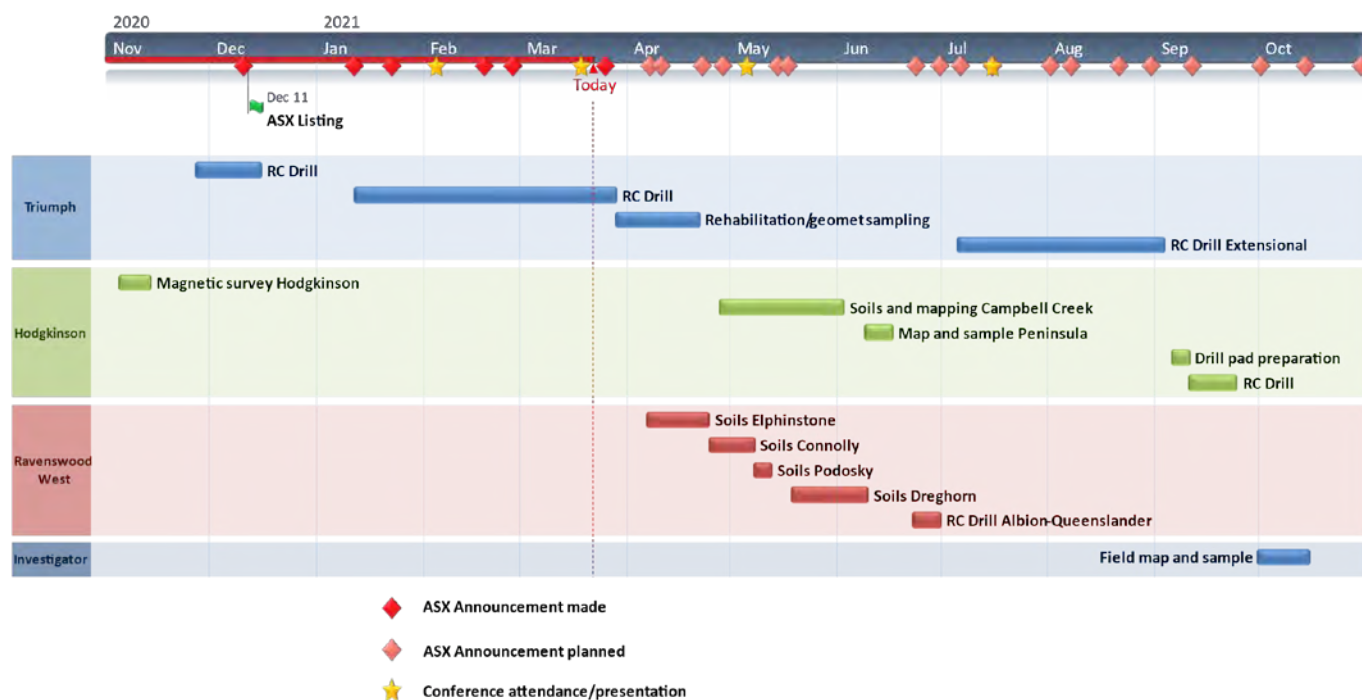 2020
2021
Nov
Dec
Jan
Feb
Mar
Apr
May
Jun
Jul
Aug
Sep
Oct
Today
Dec 11
ASX Listing
Triumph
RC Drill
RC Drill
Rehabilitation/geomet sampling
RC Drill Extensional
Hodgkinson
Magnetic survey Hodgkinson
Soils and mapping Campbell Creek
Map and sample Peninsula
Drill pad preparation
RC Drill
Ravenswood
West
Soils Elphinstone
Soils Connolly
Soils Podosky
Soils Dreghorn
RC Drill Albion-Queenslander
Investigator
Field map and sample
ASX Announcement made
ASX Announcement planned
Conference attendance/presentation